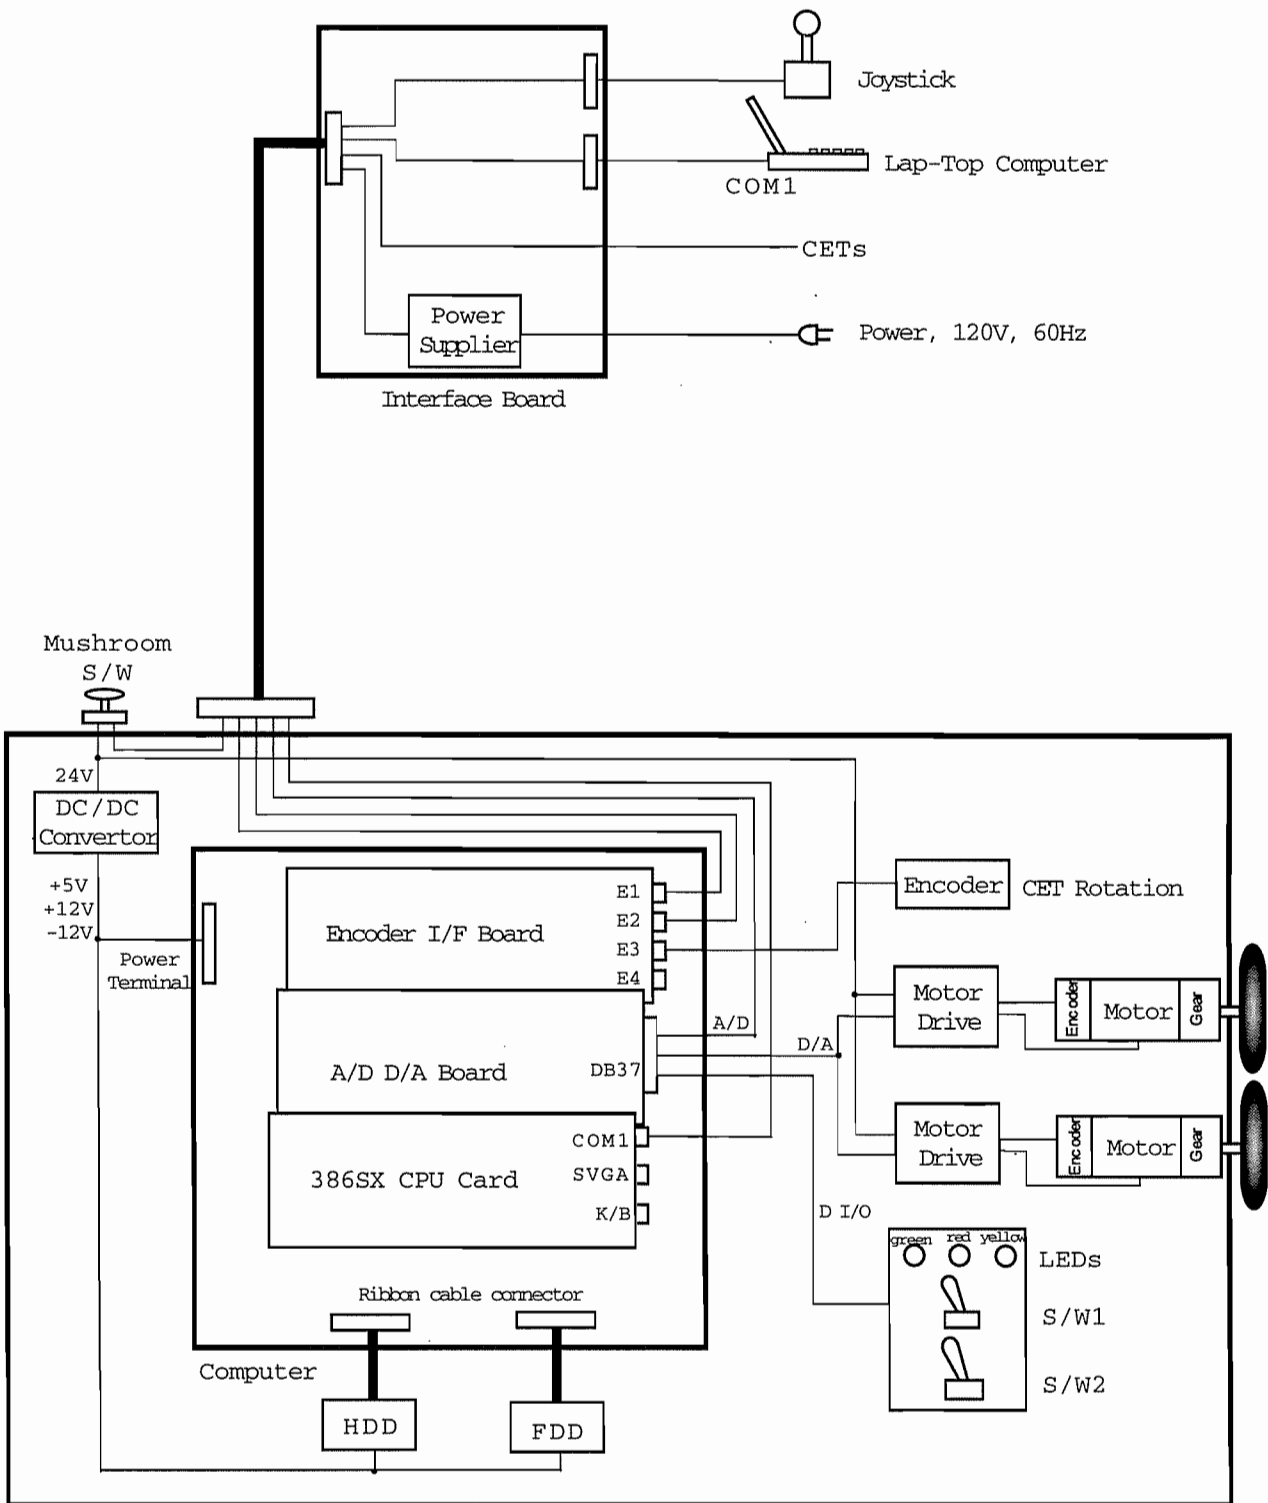 Joystick
Lap-Top Computer
COM1
CETs
Power
Supplier
Power, 120V, 60Hz
Interface Board
Mushroom
S/W
24V
DC/DC
Convertor
+5V
+12V
-12V
Power
Terminal
E1
Encoder I/F Board
E2
E3
E4
Encoder
CET Rotation
A/D
D/A
A/D D/A Board
DB37
Motor
Drive
Encoder
Motor
Gear
COM1
386SX CPU Card
SVGA
K/B
Motor
Drive
Encoder
Motor
Gear
D I/O
green red yellow
LEDs
S/W1
S/W2
Ribbon cable connector
Computer
HDD
FDD